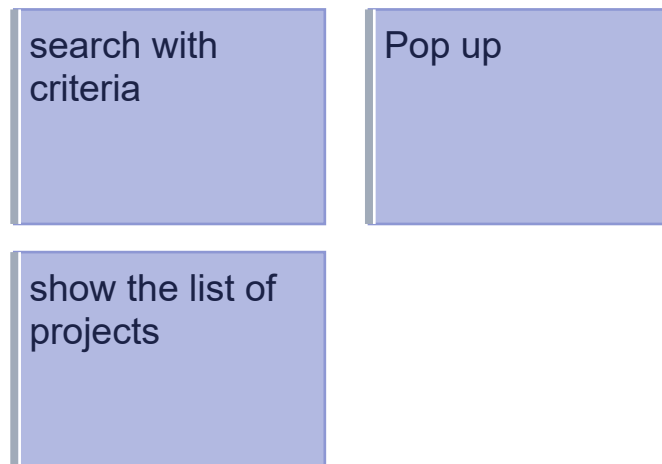 search with
criteria
Pop up
show the list of
projects